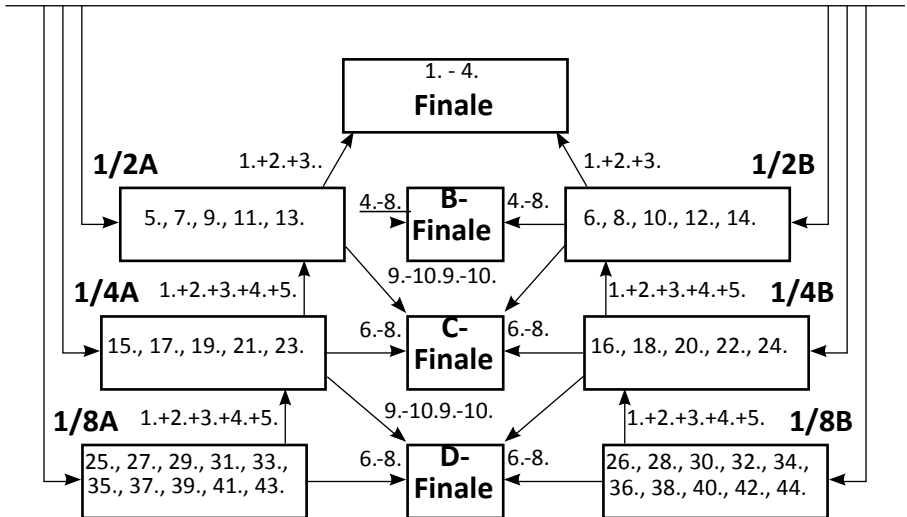 1. - 4.
Finale
1/2A
1.+2.+3..
1.+2.+3.
1/2B
5., 7., 9., 11., 13.
4.-8.
B-
Finale
4.-8.
6., 8., 10., 12., 14.
9.-10.9.-10.
1/4A
1.+2.+3.+4.+5.
1.+2.+3.+4.+5.
1/4B
15., 17., 19., 21., 23.
6.-8.
C-
Finale
6.-8.
16., 18., 20., 22., 24.
9.-10.9.-10.
1/8A
1.+2.+3.+4.+5.
1.+2.+3.+4.+5.
1/8B
25., 27., 29., 31., 33.,
35., 37., 39., 41., 43.
6.-8.
D-
Finale
6.-8.
26., 28., 30., 32., 34.,
36., 38., 40., 42., 44.